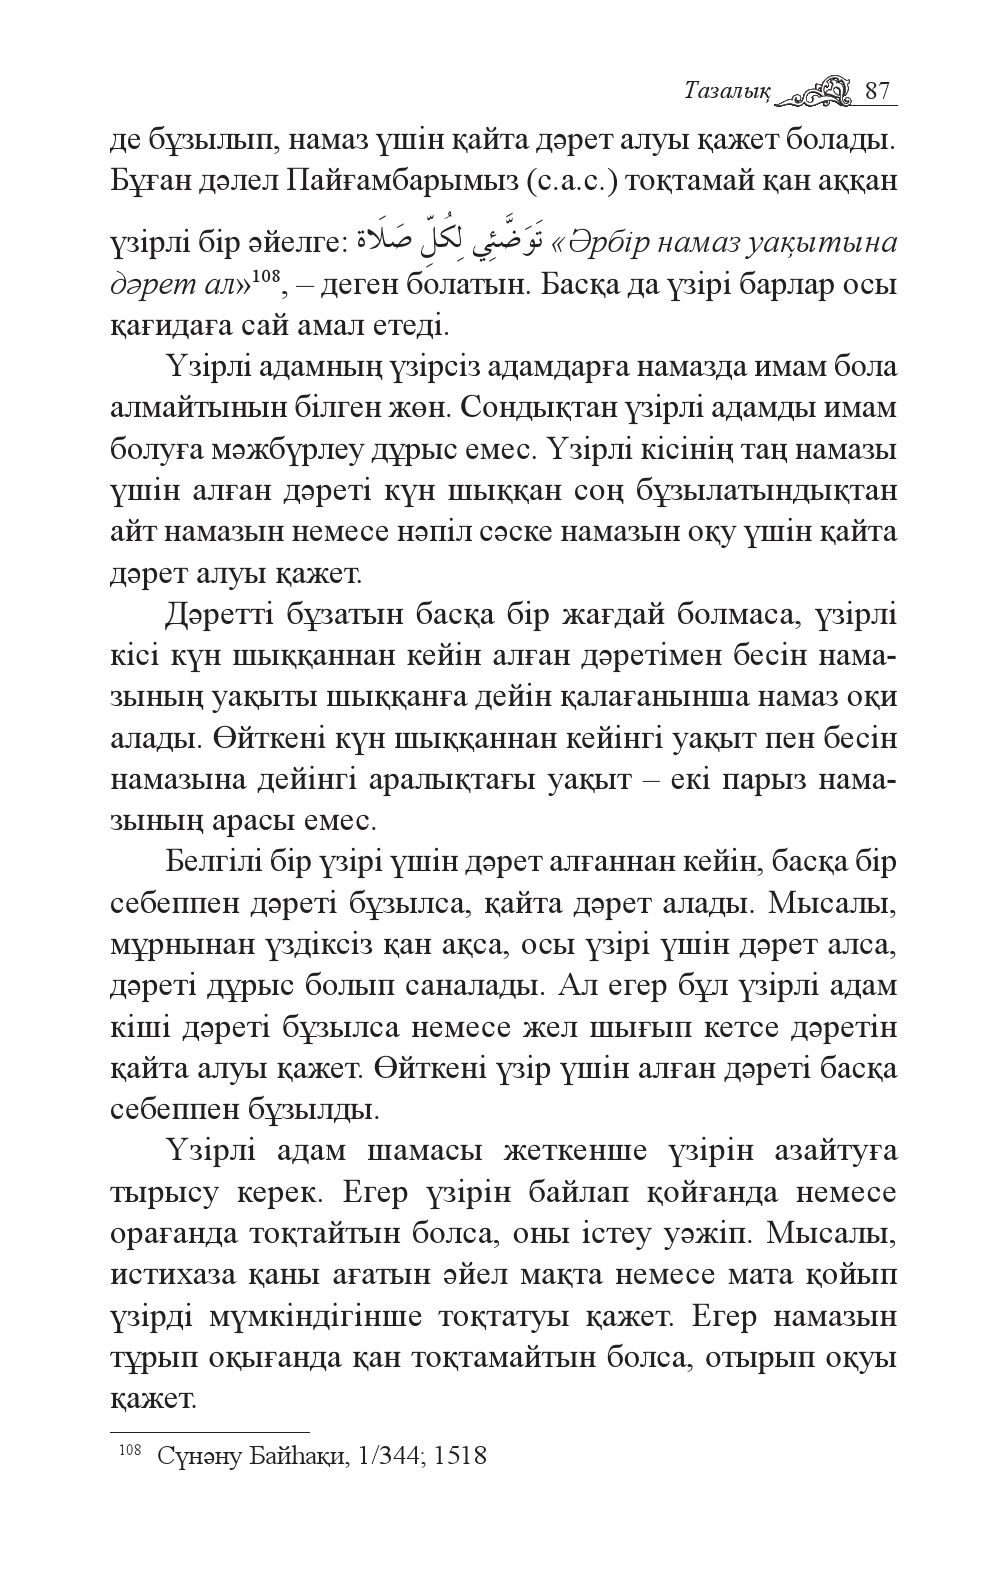 Тазалық 87
де бұзылып, намаз үшін қайта дәрет алуы қажет болады.
Бұған дәлел Пайғамбарымыз (с.а.с.) тоқтамай қан аққан
үзірлі бір әйелге: تَوَضَّئِي لِكُلِّ صَلَاة «Әрбір намаз уақытына
дәрет ал»¹⁰⁸, – деген болатын. Басқа да үзірі барлар осы
қағидаға сай амал етеді.
Үзірлі адамның үзірсіз адамдарға намазда имам бола
алмайтынын білген жөн. Сондықтан үзірлі адамды имам
болуға мәжбүрлеу дұрыс емес. Үзірлі кісінің таң намазы
үшін алған дәреті күн шыққан соң бұзылатындықтан
айт намазын немесе нәпіл сәске намазын оқу үшін қайта
дәрет алуы қажет.
Дәретті бұзатын басқа бір жағдай болмаса, үзірлі
кісі күн шыққаннан кейін алған дәретімен бесін нама-
зының уақыты шыққанға дейін қалағанынша намаз оқи
алады. Өйткені күн шыққаннан кейінгі уақыт пен бесін
намазына дейінгі аралықтағы уақыт – екі парыз нама-
зының арасы емес.
Белгілі бір үзірі үшін дәрет алғаннан кейін, басқа бір
себеппен дәреті бұзылса, қайта дәрет алады. Мысалы,
мұрнынан үздіксіз қан ақса, осы үзірі үшін дәрет алса,
дәреті дұрыс болып саналады. Ал егер бұл үзірлі адам
кіші дәреті бұзылса немесе жел шығып кетсе дәретін
қайта алуы қажет. Өйткені үзір үшін алған дәреті басқа
себеппен бұзылды.
Үзірлі адам шамасы жеткенше үзірін азайтуға
тырысу керек. Егер үзірін байлап қойғанда немесе
орағанда тоқтайтын болса, оны істеу уәжіп. Мысалы,
истихаза қаны ағатын әйел мақта немесе мата қойып
үзірді мүмкіндігінше тоқтатуы қажет. Егер намазын
тұрып оқығанда қан тоқтамайтын болса, отырып оқуы
қажет.
¹⁰⁸ Сүнәну Байһақи, 1/344; 1518